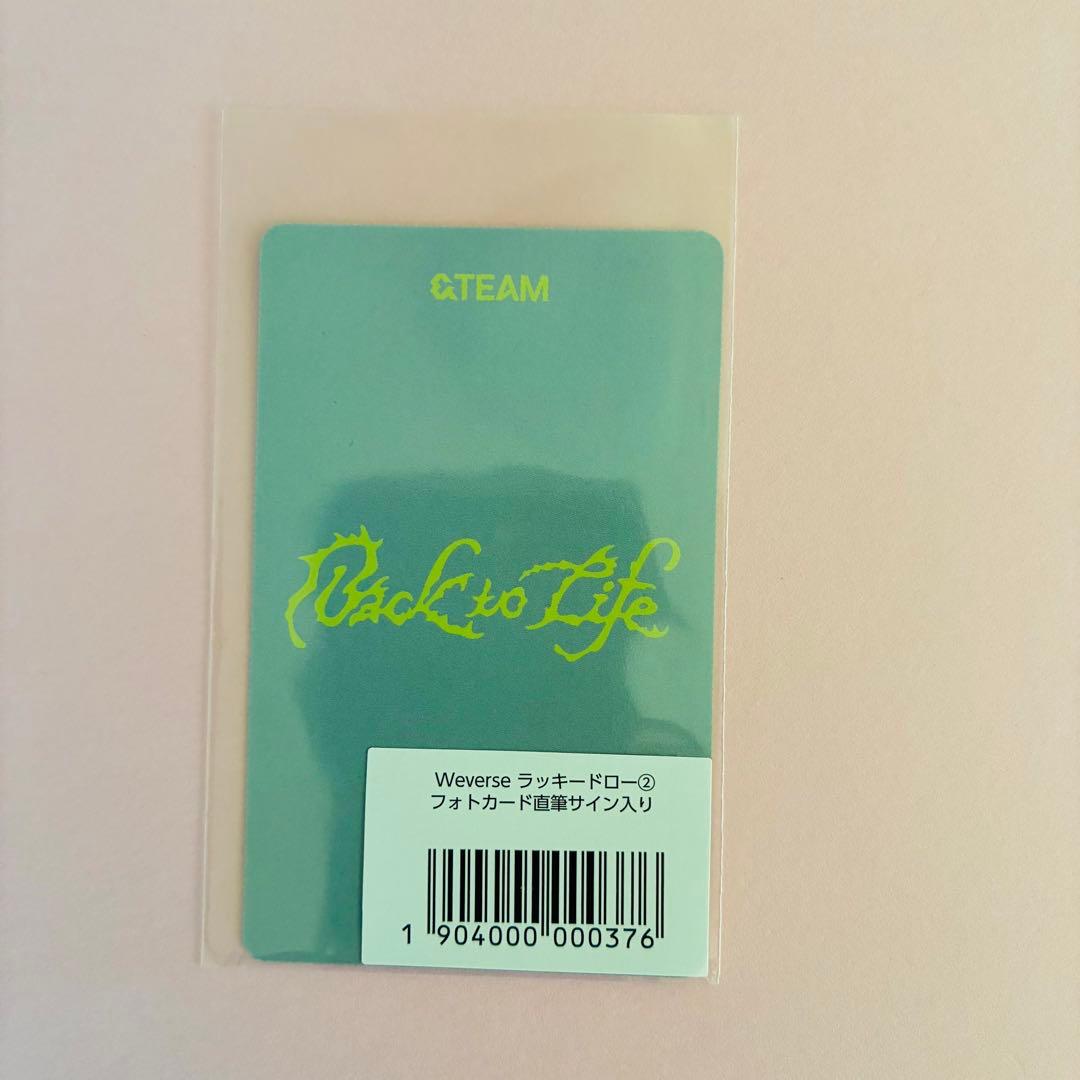 &TEAM
Back to Life
Weverse ラッキードロー②
フォトカード直筆サイン入り
1 904000 000376